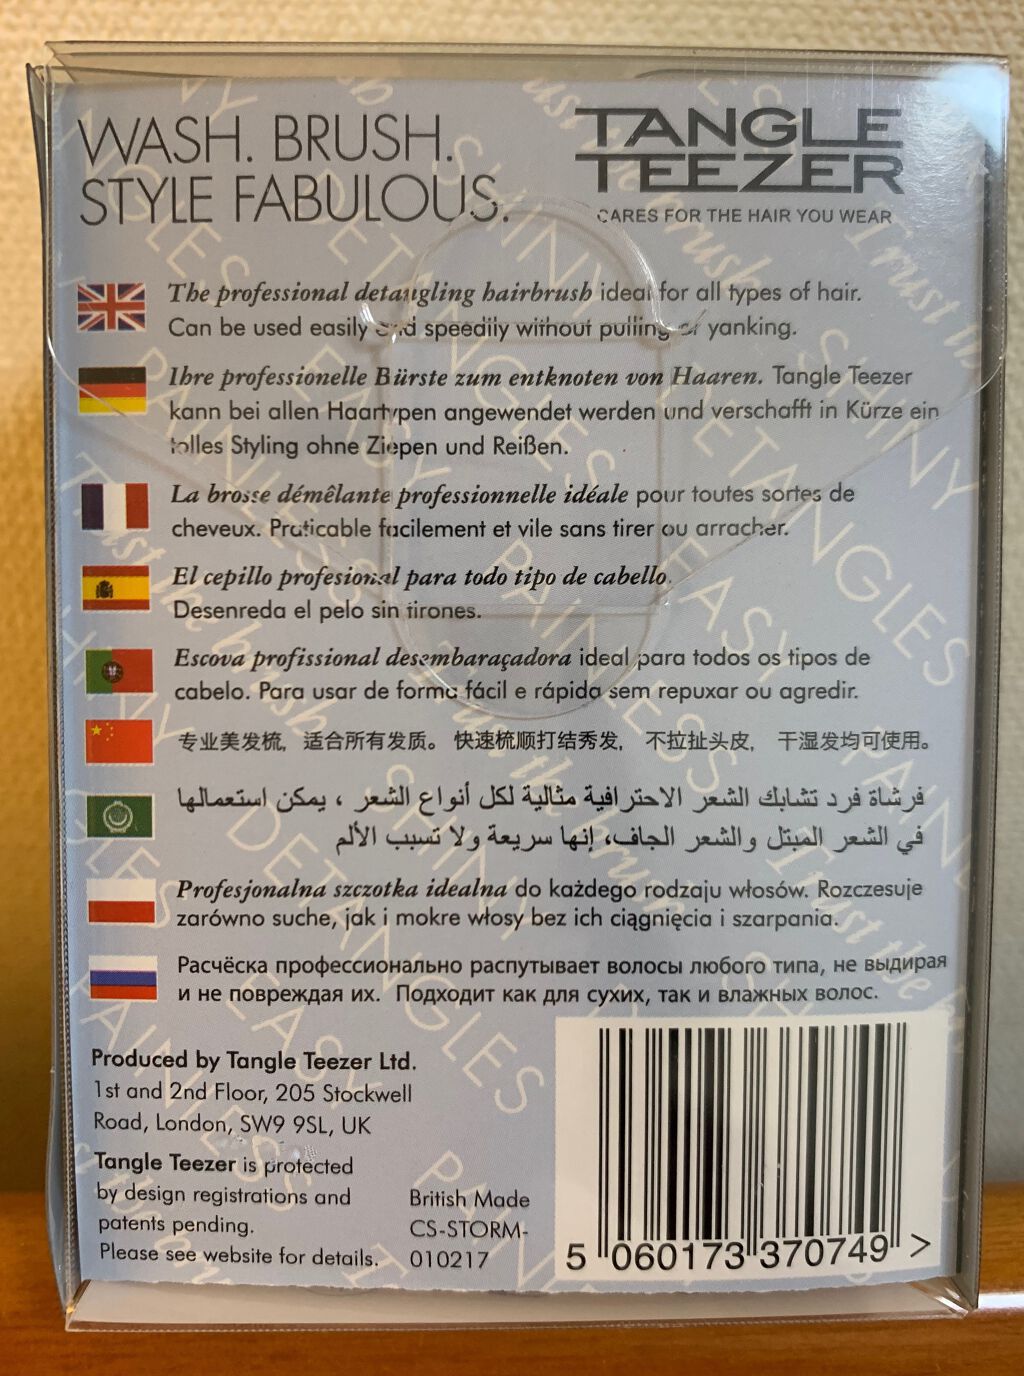 WASH. BRUSH.
STYLE FABULOUS.
TANGLE
TEEZER
CARES FOR THE HAIR YOU WEAR
The professional detangling hairbrush ideal for all types of hair.
Can be used easily and speedily without pulling or yanking.
Ihre professionelle Bürste zum entknoten von Haaren. Tangle Teezer
kann bei allen Haartypen angewendet werden und verschafft in Kürze ein
tolles Styling ohne Ziepen und Reißen.
La brosse démêlante professionnelle idéale pour toutes sortes de
cheveux. Praticable facilement et vile sans tirer ou arracher.
El cepillo profesional para todo tipo de cabello.
Desenreda el pelo sin tirones.
Escova profissional desembaraçadora ideal para todos os tipos de
cabelo. Para usar de forma fácil e rápida sem repuxar ou agredir.
专业美发梳，适合所有发质。快速梳顺打结秀发，不拉扯头皮，干湿发均可使用。
فرشاة فرد تشابك الشعر الاحترافية مثالية لكل أنواع الشعر ، يمكن استعمالها
في الشعر المبتل والشعر الجاف، إنها سريعة ولا تسبب الألم
Profesjonalna szczotka idealna do każdego rodzaju włosów. Rozczesuje
zarówno suche, jak i mokre włosy bez ich ciągnięcia i szarpania.
Расчёска профессионально распутывает волосы любого типа, не выдирая
и не повреждая их. Подходит как для сухих, так и влажных волос.
Produced by Tangle Teezer Ltd.
1st and 2nd Floor, 205 Stockwell
Road, London, SW9 9SL, UK
Tangle Teezer is protected
by design registrations and
patents pending.
Please see website for details.
British Made
CS-STORM-
010217
5 060173 370749 >